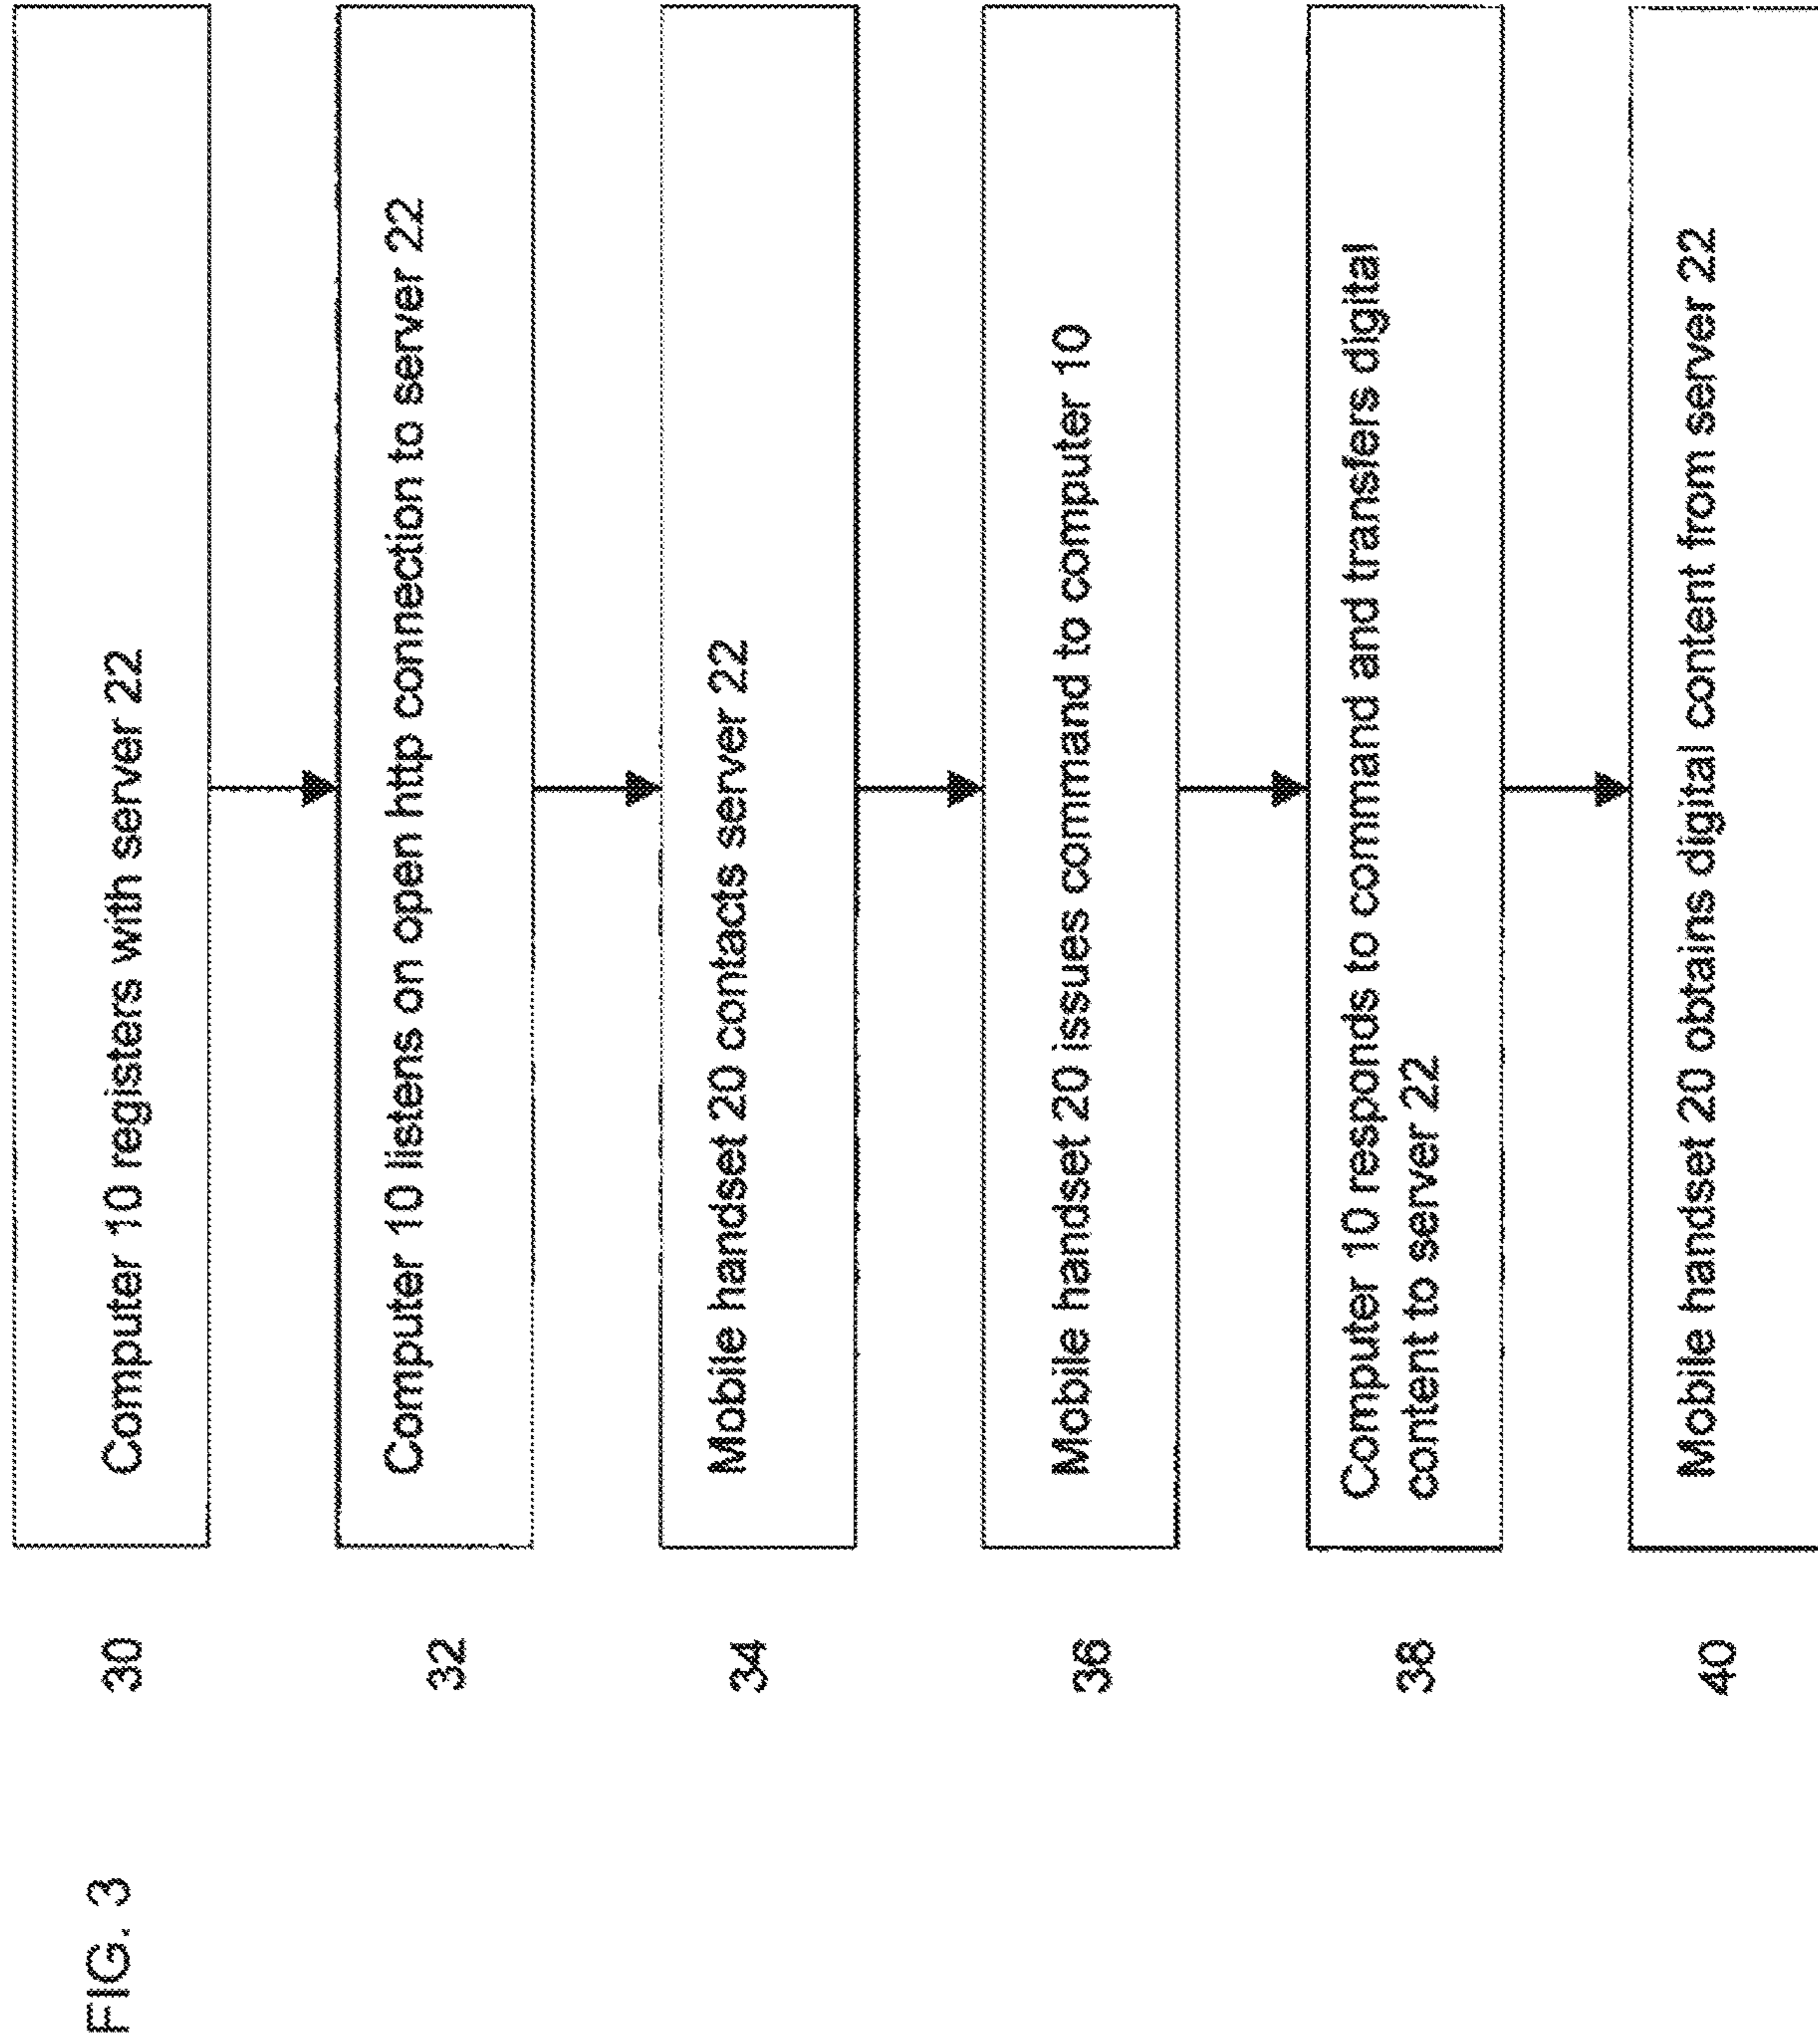 FIG. 3
30
Computer 10 registers with server 22
32
Computer 10 listens on open http connection to server 22
34
Mobile handset 20 contacts server 22
36
Mobile handset 20 issues command to computer 10
38
Computer 10 responds to command and transfers digital
content to server 22
40
Mobile handset 20 obtains digital content from server 22